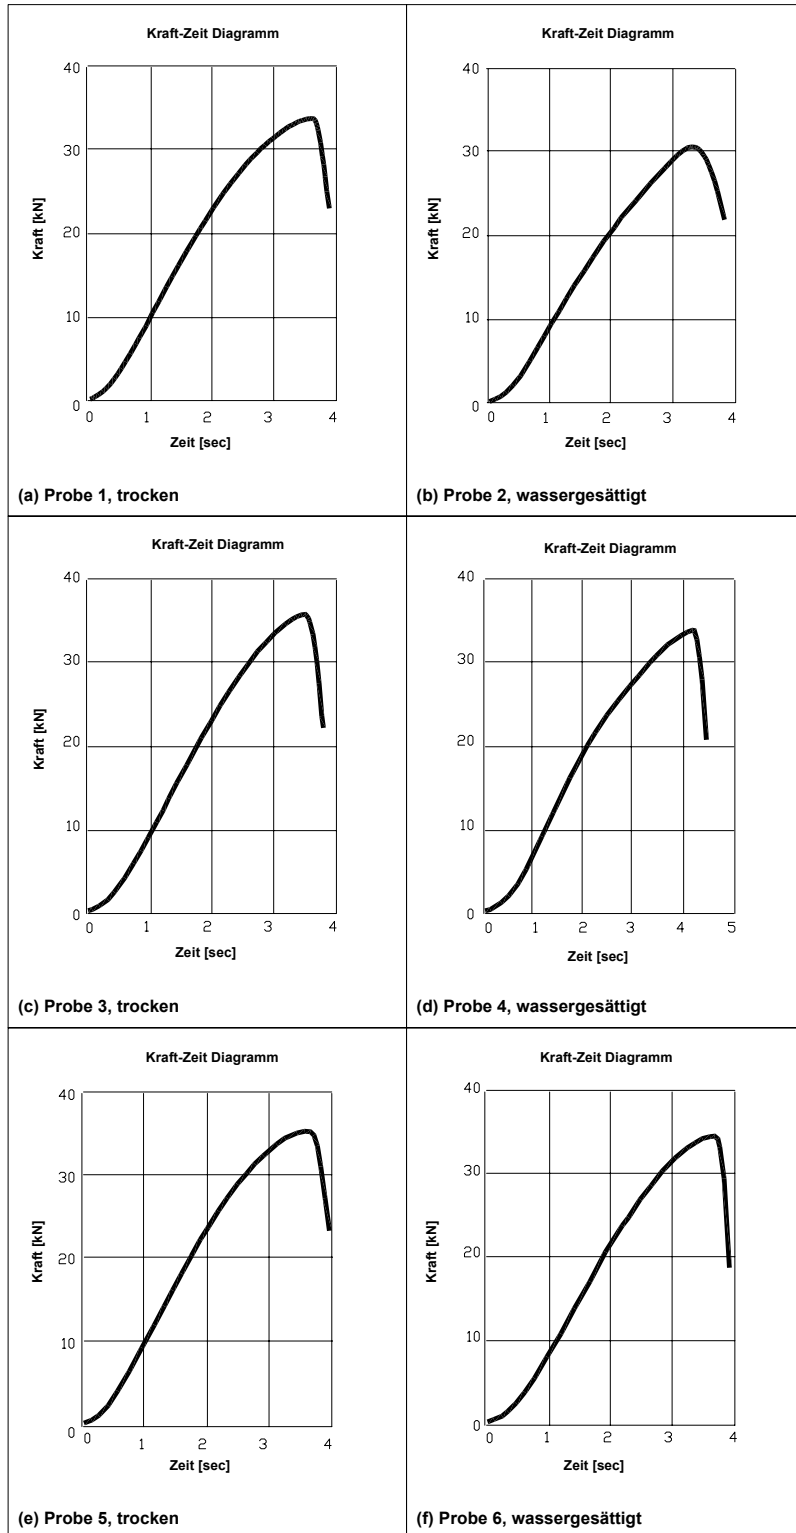 Kraft-Zeit Diagramm
40
30
20
10
0
Kraft [kN]
0 1 2 3 4
Zeit [sec]
(a) Probe 1, trocken
Kraft-Zeit Diagramm
40
30
20
10
0
Kraft [kN]
0 1 2 3 4
Zeit [sec]
(b) Probe 2, wassergesättigt
Kraft-Zeit Diagramm
40
30
20
10
0
Kraft [kN]
0 1 2 3 4
Zeit [sec]
(c) Probe 3, trocken
Kraft-Zeit Diagramm
40
30
20
10
0
Kraft [kN]
0 1 2 3 4 5
Zeit [sec]
(d) Probe 4, wassergesättigt
Kraft-Zeit Diagramm
40
30
20
10
0
Kraft [kN]
0 1 2 3 4
Zeit [sec]
(e) Probe 5, trocken
Kraft-Zeit Diagramm
40
30
20
10
0
Kraft [kN]
0 1 2 3 4
Zeit [sec]
(f) Probe 6, wassergesättigt